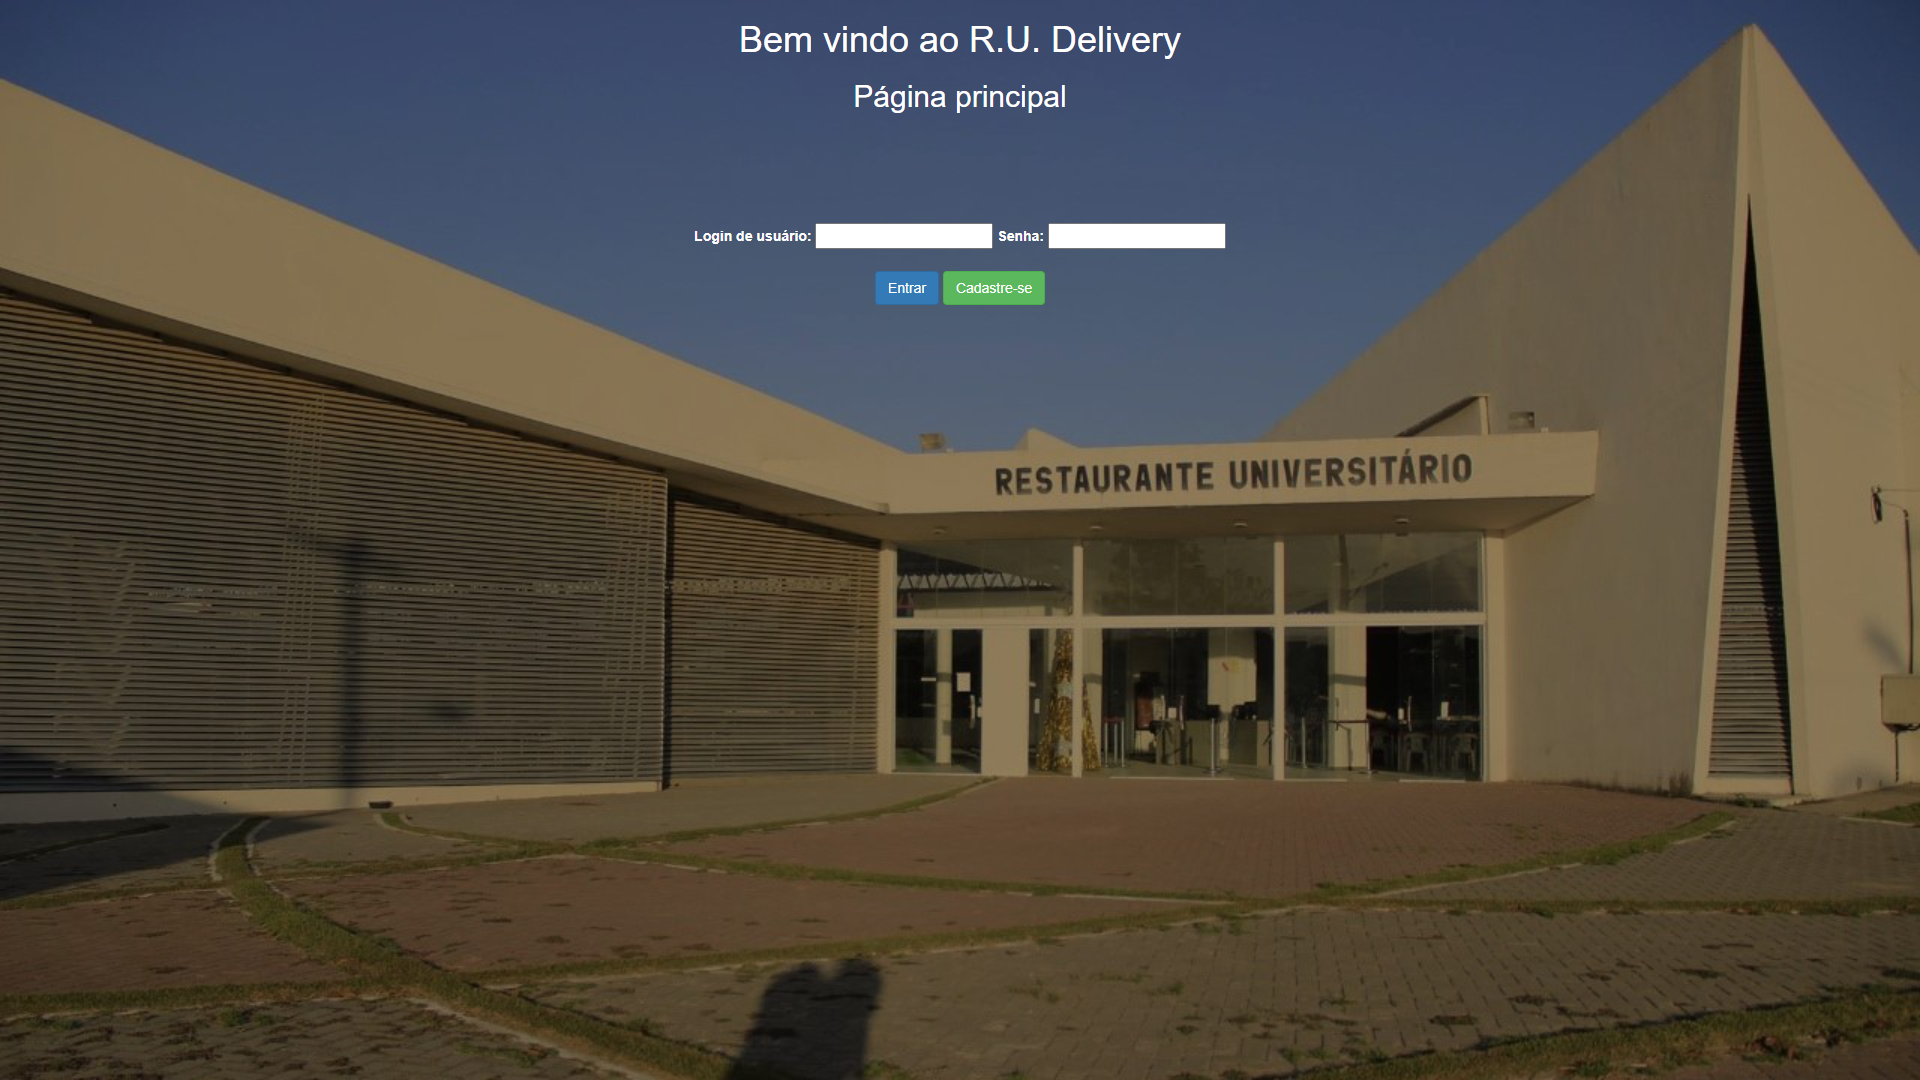 Bem vindo ao R.U. Delivery
Página principal
Login de usuário: Senha:
Entrar Cadastre-se
RESTAURANTE UNIVERSITÁRIO